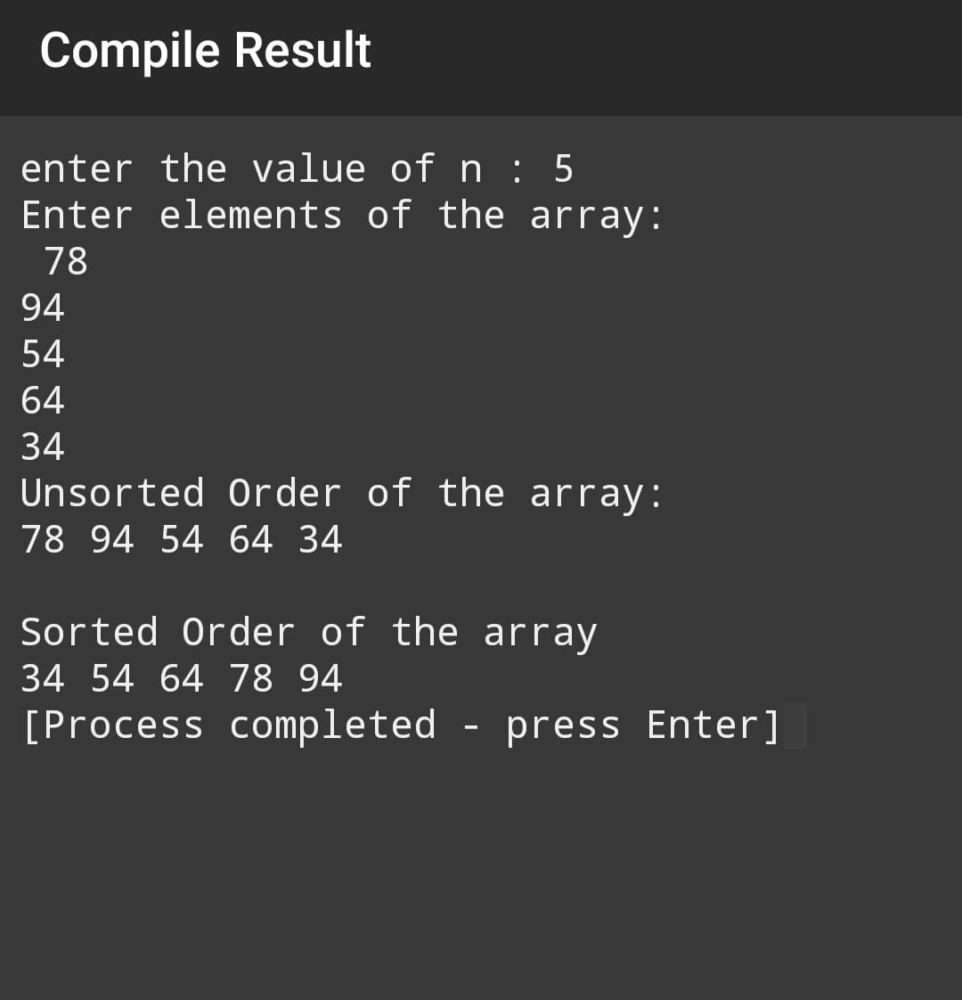 Compile Result
enter the value of n : 5
Enter elements of the array:
 78
94
54
64
34
Unsorted Order of the array:
78 94 54 64 34

Sorted Order of the array
34 54 64 78 94
[Process completed - press Enter]